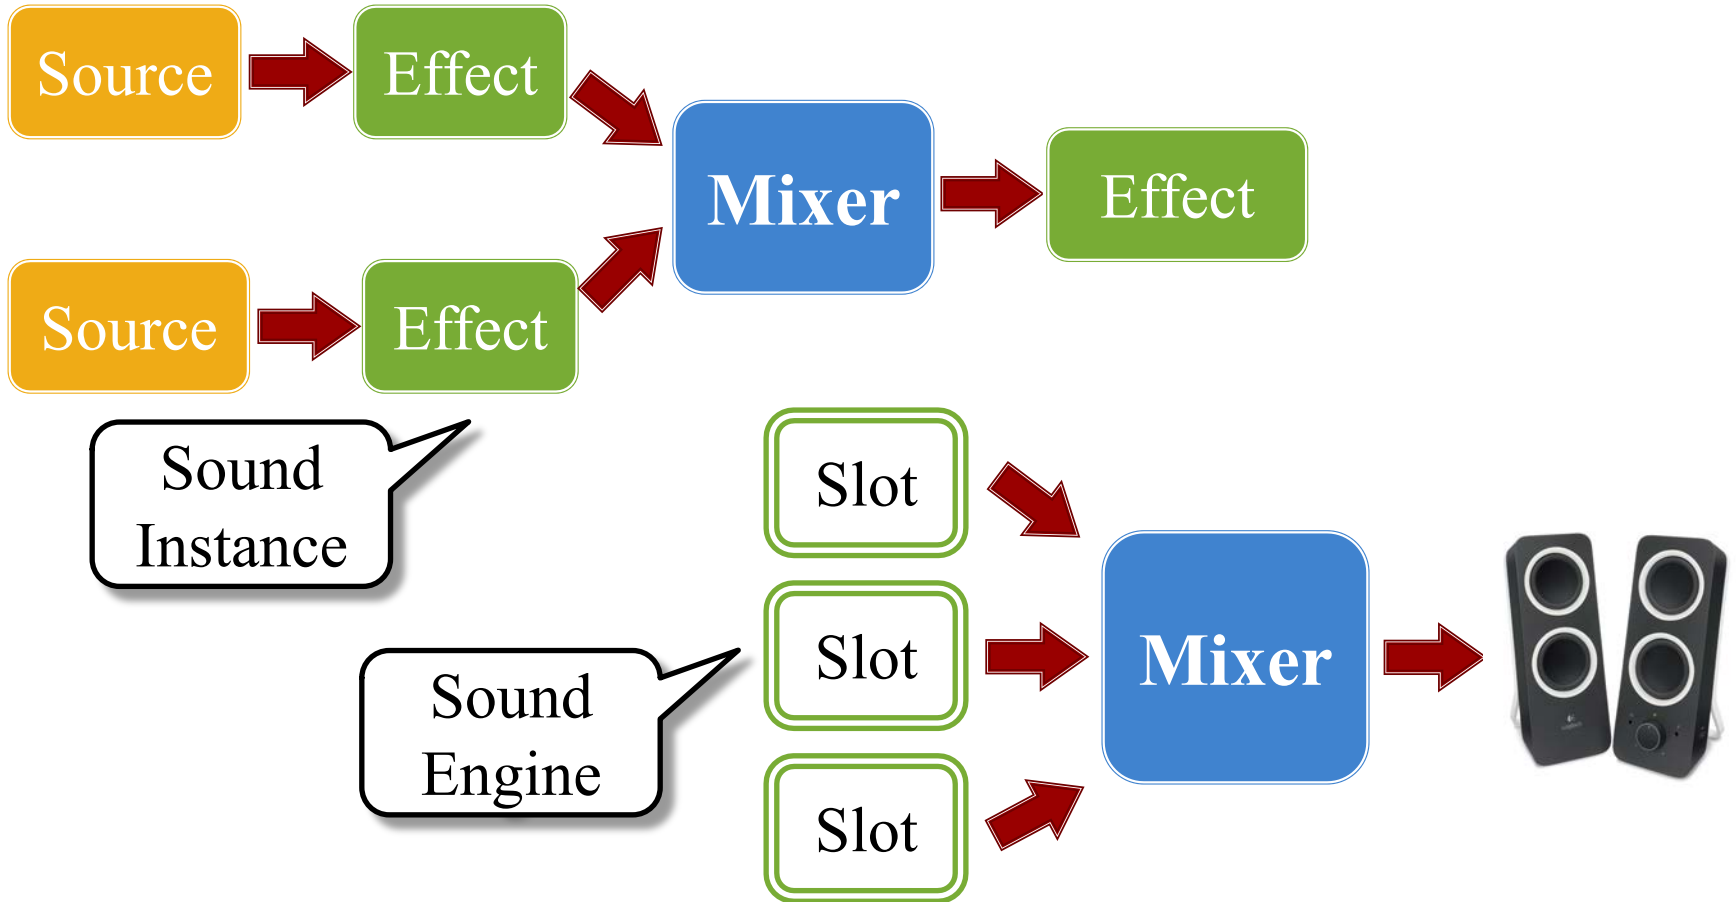 Source
Effect
Mixer
Effect
Source
Effect
Sound
Instance
Slot
Sound
Engine
Slot
Mixer
Slot